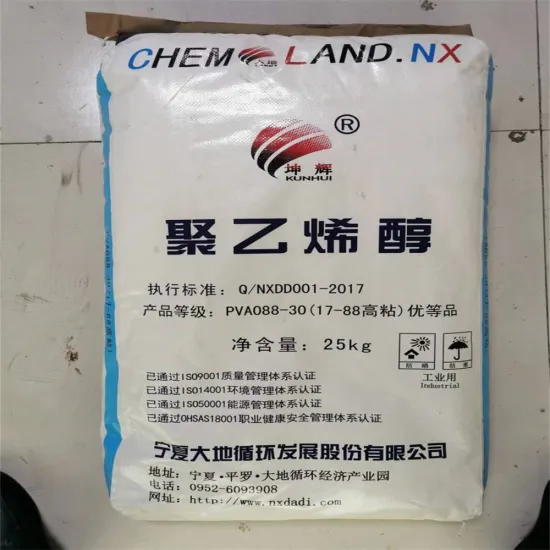 CHEM LAND.NX
大地
®
坤辉
KUNHUI
聚乙烯醇
执行标准：Q/NXDD001-2017
产品等级：PVA088-30(17-88高粘)优等品
净含量：25kg
防晒 防潮
工业用
Industrial
已通过ISO9001质量管理体系认证
已通过ISO14001环境管理体系认证
已通过ISO50001能源管理体系认证
已通过OHSAS18001职业健康安全管理体系认证
宁夏大地循环发展股份有限公司
地址：宁夏·平罗·大地循环经济产业园
电话：0952-6093908
网址：http://www.nxdadi.com